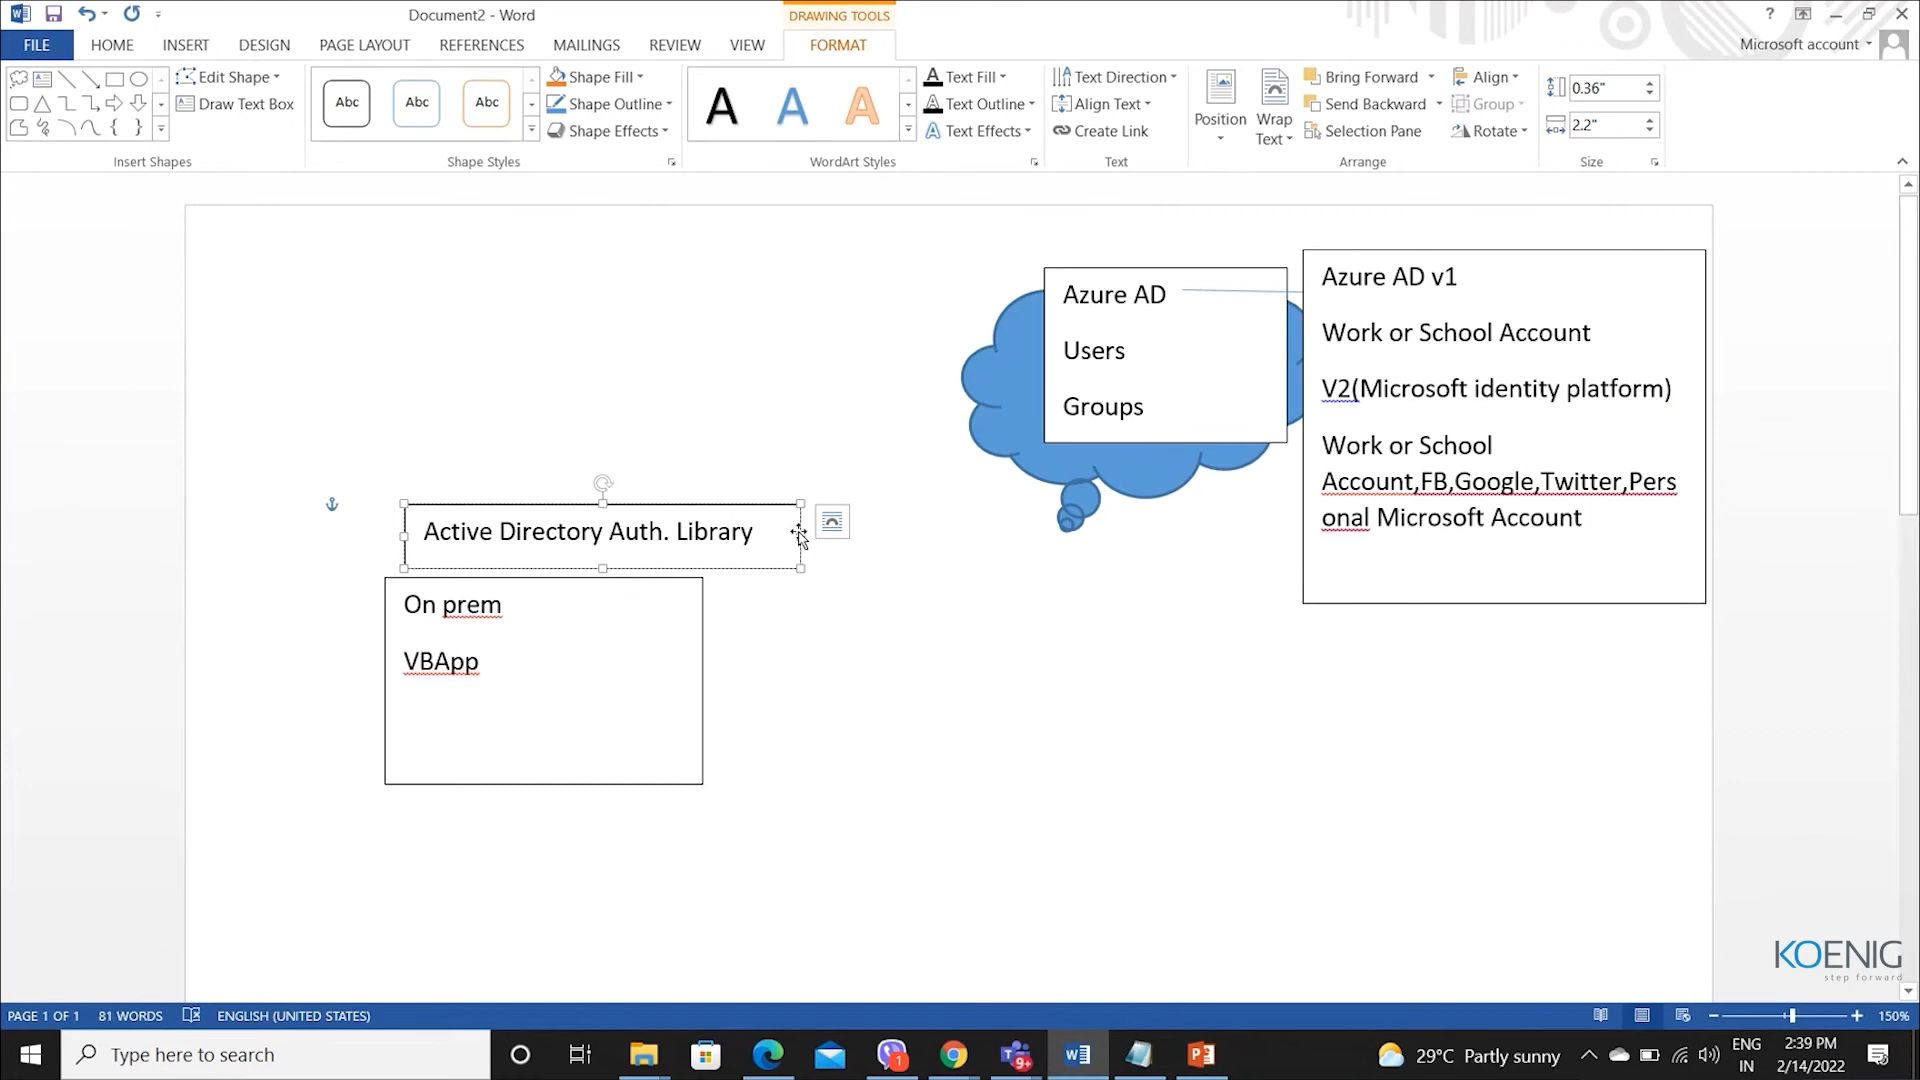 Document2 - Word
DRAWING TOOLS
?
FILE
HOME
INSERT
DESIGN
PAGE LAYOUT
REFERENCES
MAILINGS
REVIEW
VIEW
FORMAT
Microsoft account
Edit Shape
Draw Text Box
Insert Shapes
Abc
Abc
Abc
Shape Fill
Shape Outline
Shape Effects
Shape Styles
A
A
A
Text Fill
Text Outline
Text Effects
WordArt Styles
Text Direction
Align Text
Create Link
Text
Position
Wrap
Text
Bring Forward
Send Backward
Selection Pane
Align
Group
Rotate
Arrange
0.36"
2.2"
Size
Azure AD
Users
Groups
Azure AD v1
Work or School Account
V2(Microsoft identity platform)
Work or School
Account,FB,Google,Twitter,Pers
onal Microsoft Account
Active Directory Auth. Library
On prem
VBApp
KOENIG
step forward
PAGE 1 OF 1
81 WORDS
ENGLISH (UNITED STATES)
150%
Type here to search
1
9+
29°C Partly sunny
ENG
IN
2:39 PM
2/14/2022